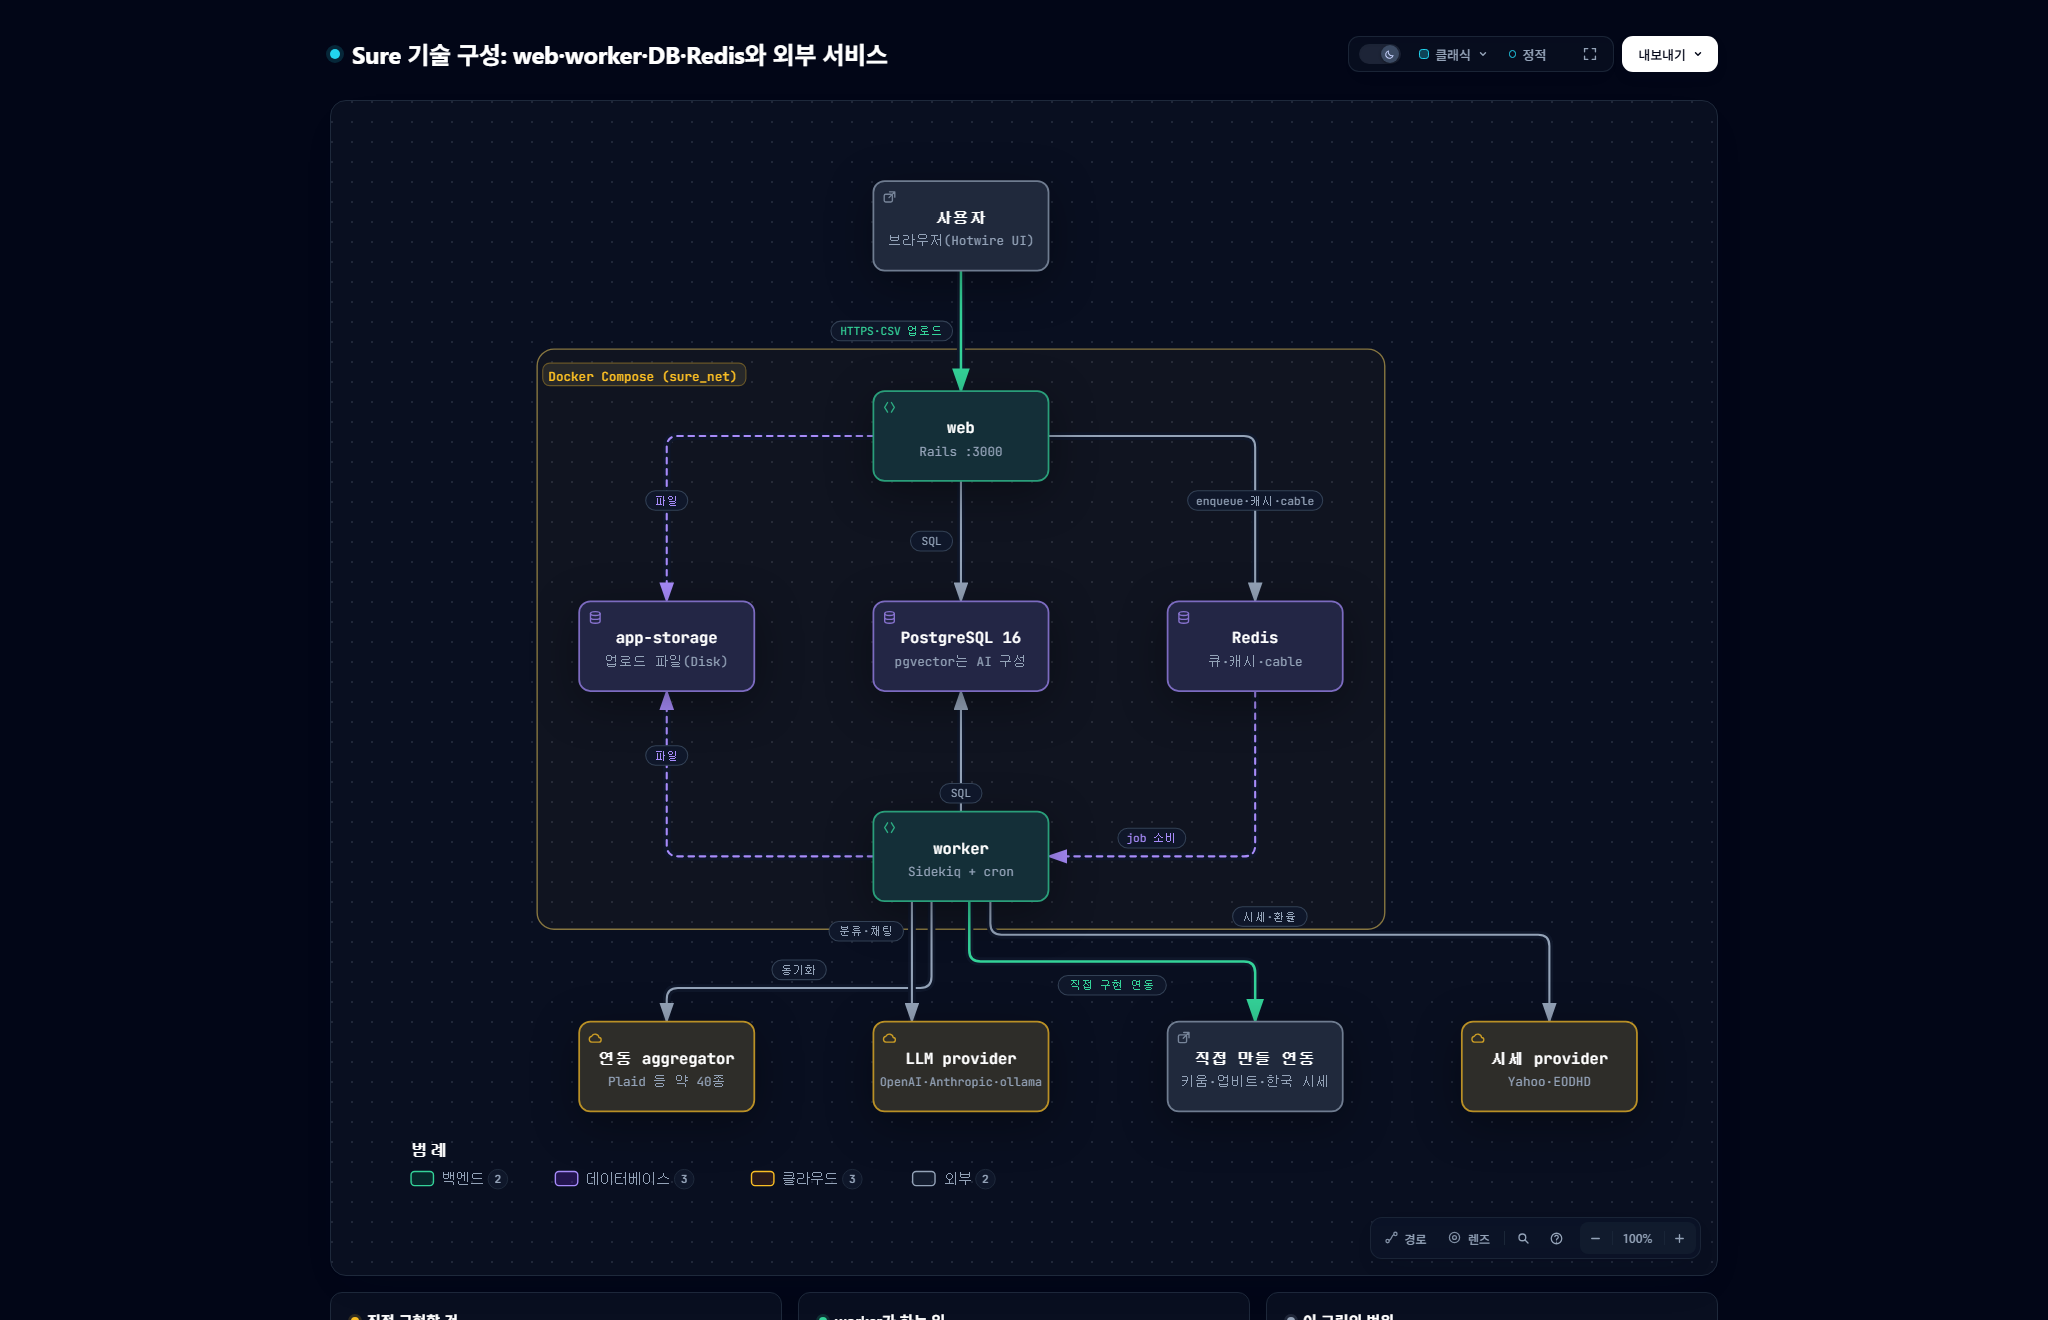 Sure 기술 구성: web·worker·DB·Redis와 외부 서비스
클래식
정적
내보내기
사용자
브라우저(Hotwire UI)
HTTPS·CSV 업로드
Docker Compose (sure_net)
web
Rails :3000
파일
enqueue·캐시·cable
SQL
app-storage
업로드 파일(Disk)
PostgreSQL 16
pgvector는 AI 구성
Redis
큐·캐시·cable
파일
SQL
job 소비
worker
Sidekiq + cron
시세·환율
분류·채팅
동기화
직접 구현 연동
연동 aggregator
Plaid 등 약 40종
LLM provider
OpenAI·Anthropic·ollama
직접 만들 연동
키움·업비트·한국 시세
시세 provider
Yahoo·EODHD
범례
백엔드 2
데이터베이스 3
클라우드 3
외부 2
경로
렌즈
100%